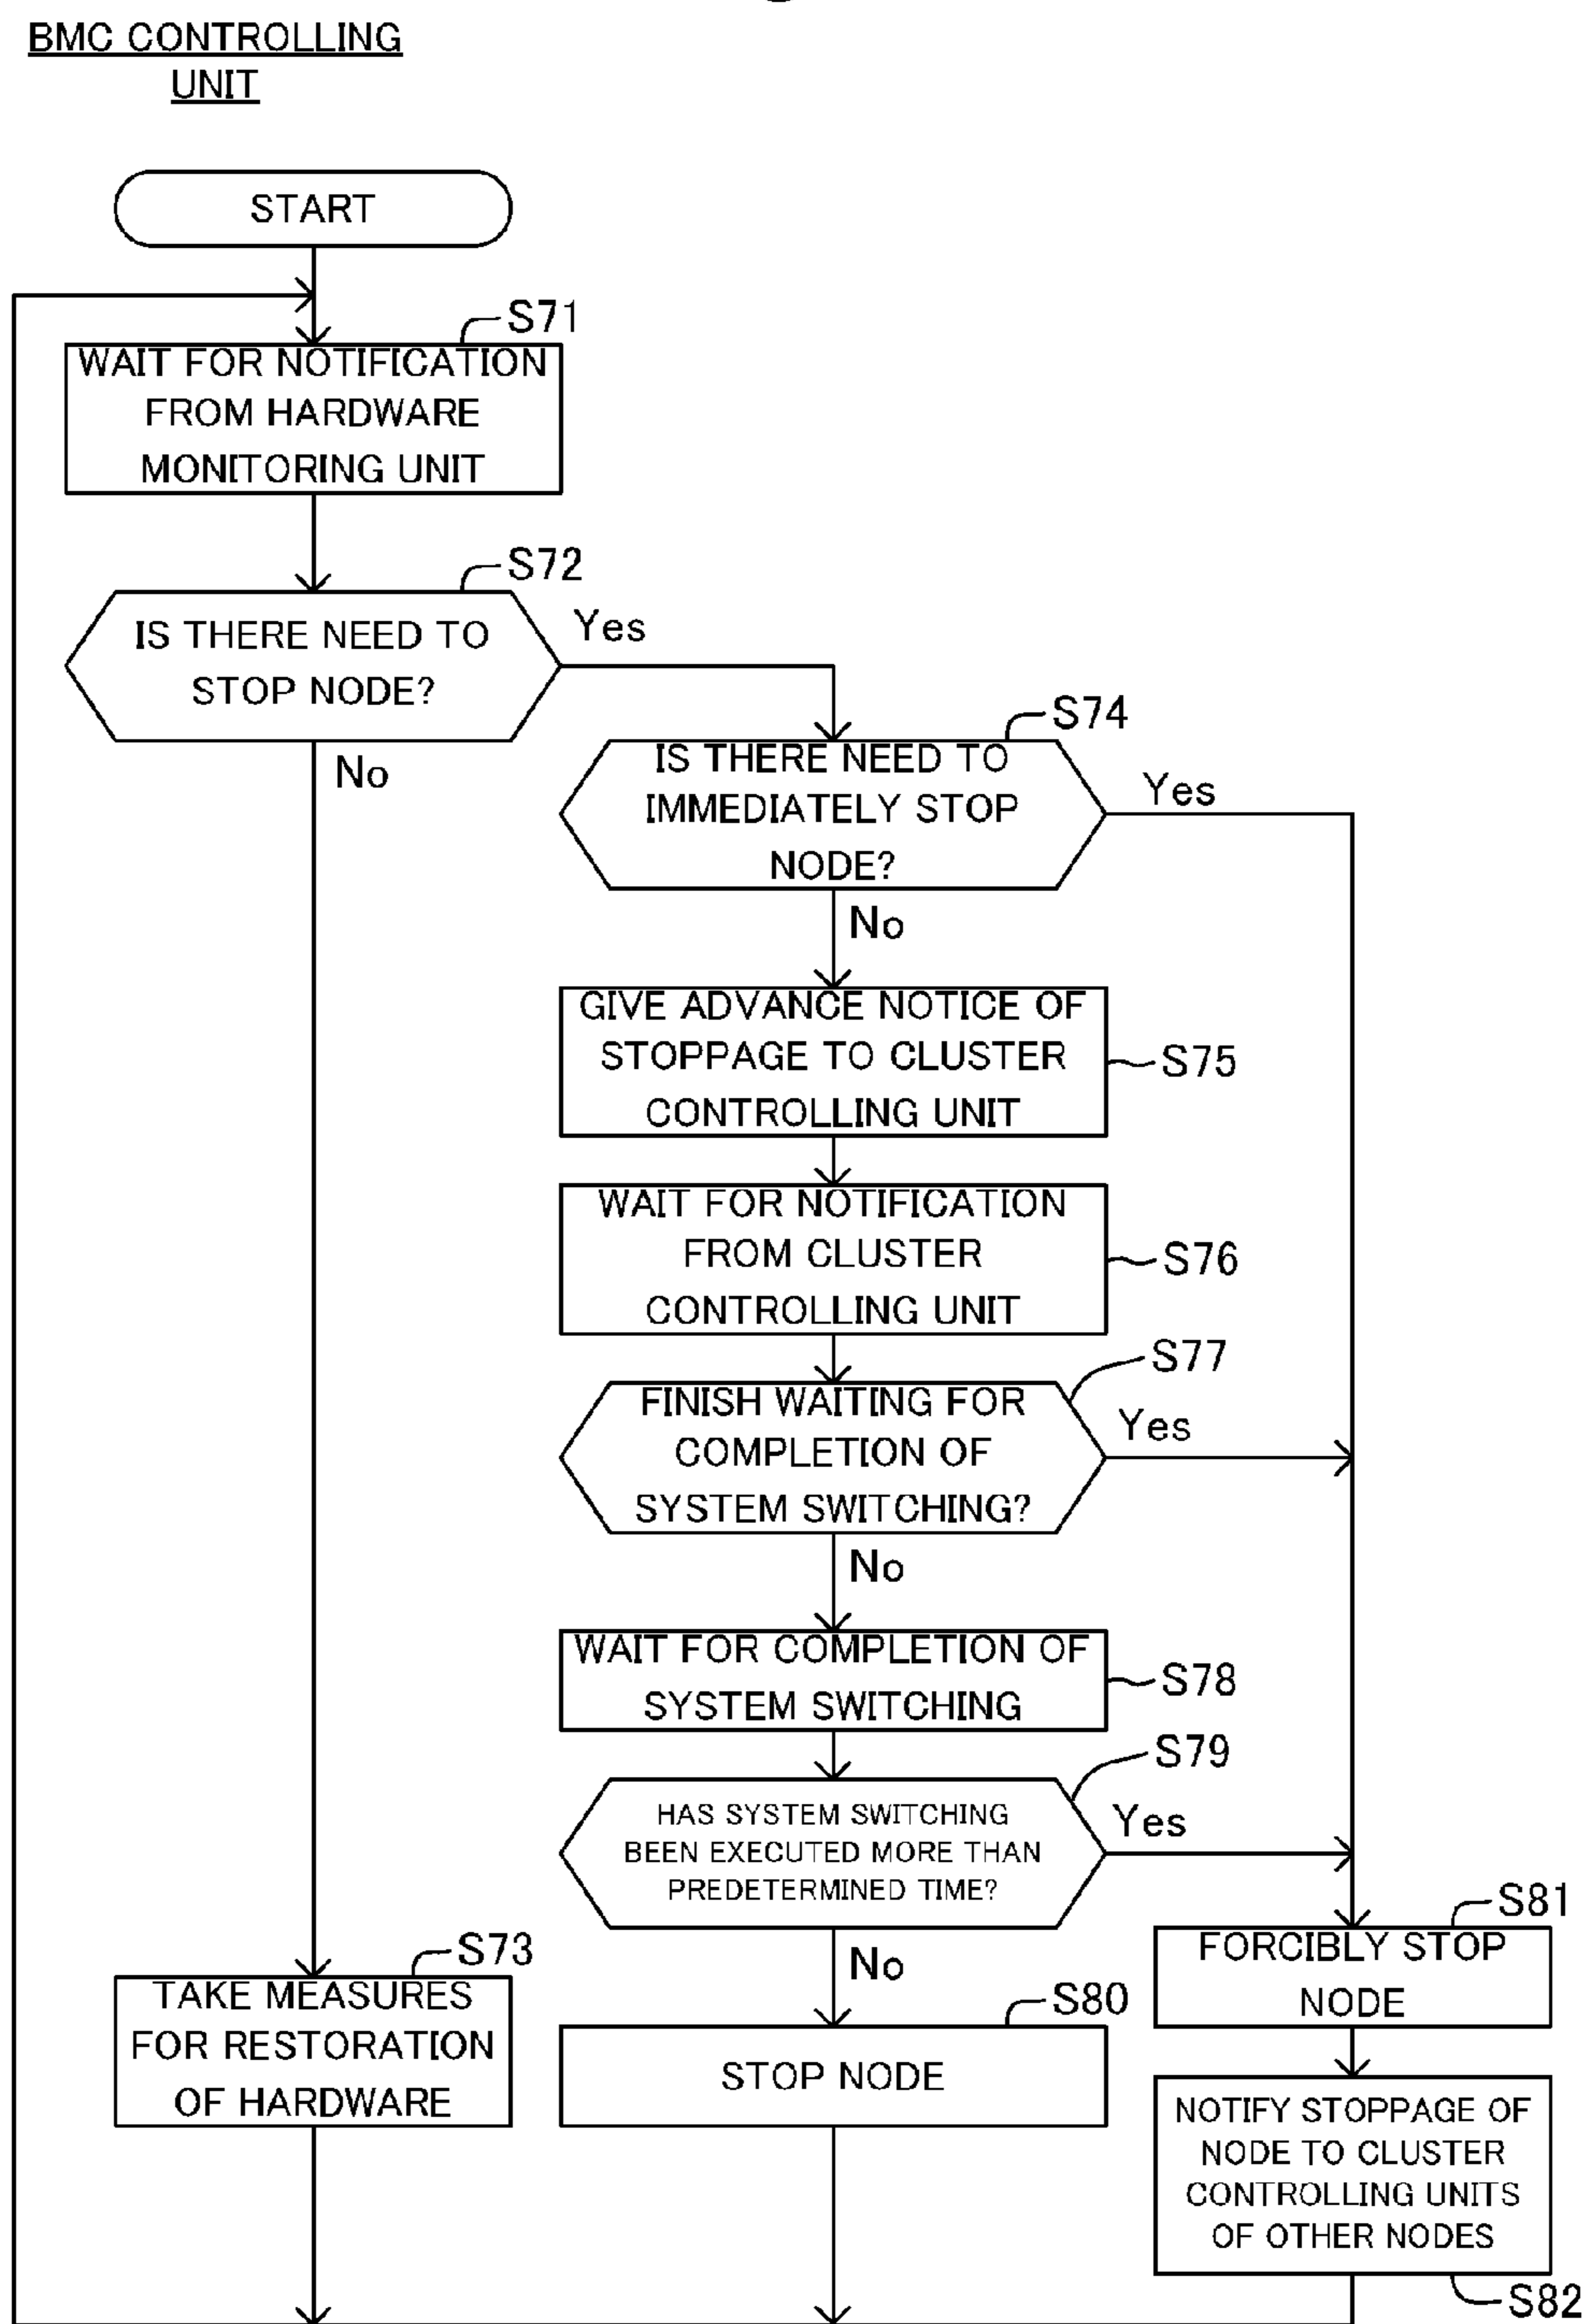 BMC CONTROLLING
UNIT
START
S71
WAIT FOR NOTIFICATION
FROM HARDWARE
MONITORING UNIT
S72
IS THERE NEED TO
STOP NODE?
Yes
No
S74
IS THERE NEED TO
IMMEDIATELY STOP
NODE?
Yes
No
GIVE ADVANCE NOTICE OF
STOPPAGE TO CLUSTER
CONTROLLING UNIT
S75
WAIT FOR NOTIFICATION
FROM CLUSTER
CONTROLLING UNIT
S76
S77
FINISH WAITING FOR
COMPLETION OF
SYSTEM SWITCHING?
Yes
No
WAIT FOR COMPLETION OF
SYSTEM SWITCHING
S78
S79
HAS SYSTEM SWITCHING
BEEN EXECUTED MORE THAN
PREDETERMINED TIME?
Yes
No
S73
TAKE MEASURES
FOR RESTORATION
OF HARDWARE
S80
STOP NODE
S81
FORCIBLY STOP
NODE
NOTIFY STOPPAGE OF
NODE TO CLUSTER
CONTROLLING UNITS
OF OTHER NODES
S82